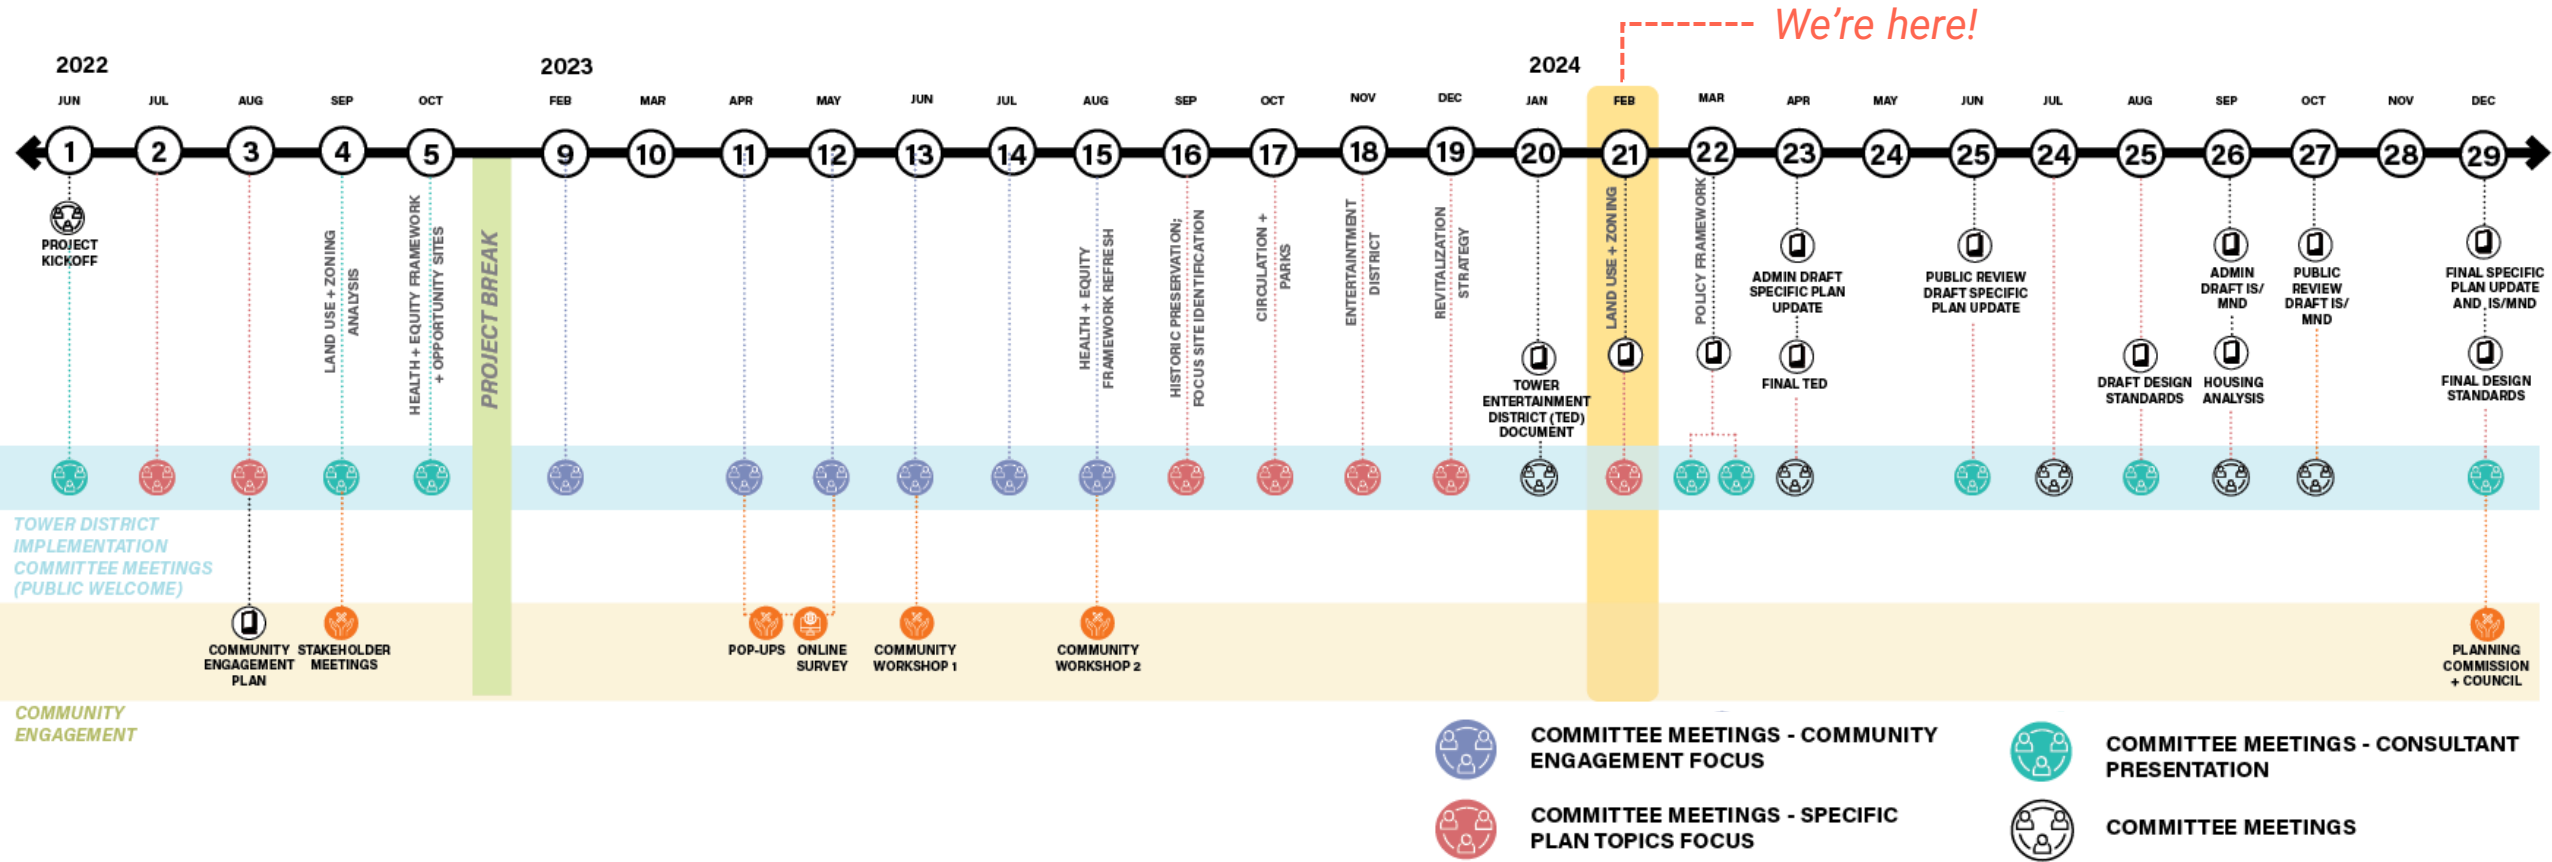 We're here!
2022
2023
2024
JUN
JUL
AUG
SEP
OCT
FEB
MAR
APR
MAY
JUN
JUL
AUG
SEP
OCT
NOV
DEC
JAN
FEB
MAR
APR
MAY
JUN
JUL
AUG
SEP
OCT
NOV
DEC
1
2
3
4
5
9
10
11
12
13
14
15
16
17
18
19
20
21
22
23
24
25
24
25
26
27
28
29
PROJECT
KICKOFF
LAND USE + ZONING
ANALYSIS
HEALTH + EQUITY FRAMEWORK
+ OPPORTUNITY SITES
PROJECT BREAK
HEALTH + EQUITY
FRAMEWORK REFRESH
HISTORIC PRESERVATION;
FOCUS SITE IDENTIFICATION
CIRCULATION +
PARKS
ENTERTAINTMENT
DISTRICT
REVITALIZATION
STRATEGY
TOWER
ENTERTAINMENT
DISTRICT (TED)
DOCUMENT
LAND USE + ZONING
POLICY FRAMEWORK
ADMIN DRAFT
SPECIFIC PLAN
UPDATE
FINAL TED
PUBLIC REVIEW
DRAFT SPECIFIC
PLAN UPDATE
DRAFT DESIGN
STANDARDS
ADMIN
DRAFT IS/
MND
HOUSING
ANALYSIS
PUBLIC
REVIEW
DRAFT IS/
MND
FINAL SPECIFIC
PLAN UPDATE
AND IS/MND
FINAL DESIGN
STANDARDS
TOWER DISTRICT
IMPLEMENTATION
COMMITTEE MEETINGS
(PUBLIC WELCOME)
COMMUNITY
ENGAGEMENT
PLAN
STAKEHOLDER
MEETINGS
POP-UPS
ONLINE
SURVEY
COMMUNITY
WORKSHOP 1
COMMUNITY
WORKSHOP 2
PLANNING
COMMISSION
+ COUNCIL
COMMUNITY
ENGAGEMENT
COMMITTEE MEETINGS - COMMUNITY
ENGAGEMENT FOCUS
COMMITTEE MEETINGS - CONSULTANT
PRESENTATION
COMMITTEE MEETINGS - SPECIFIC
PLAN TOPICS FOCUS
COMMITTEE MEETINGS